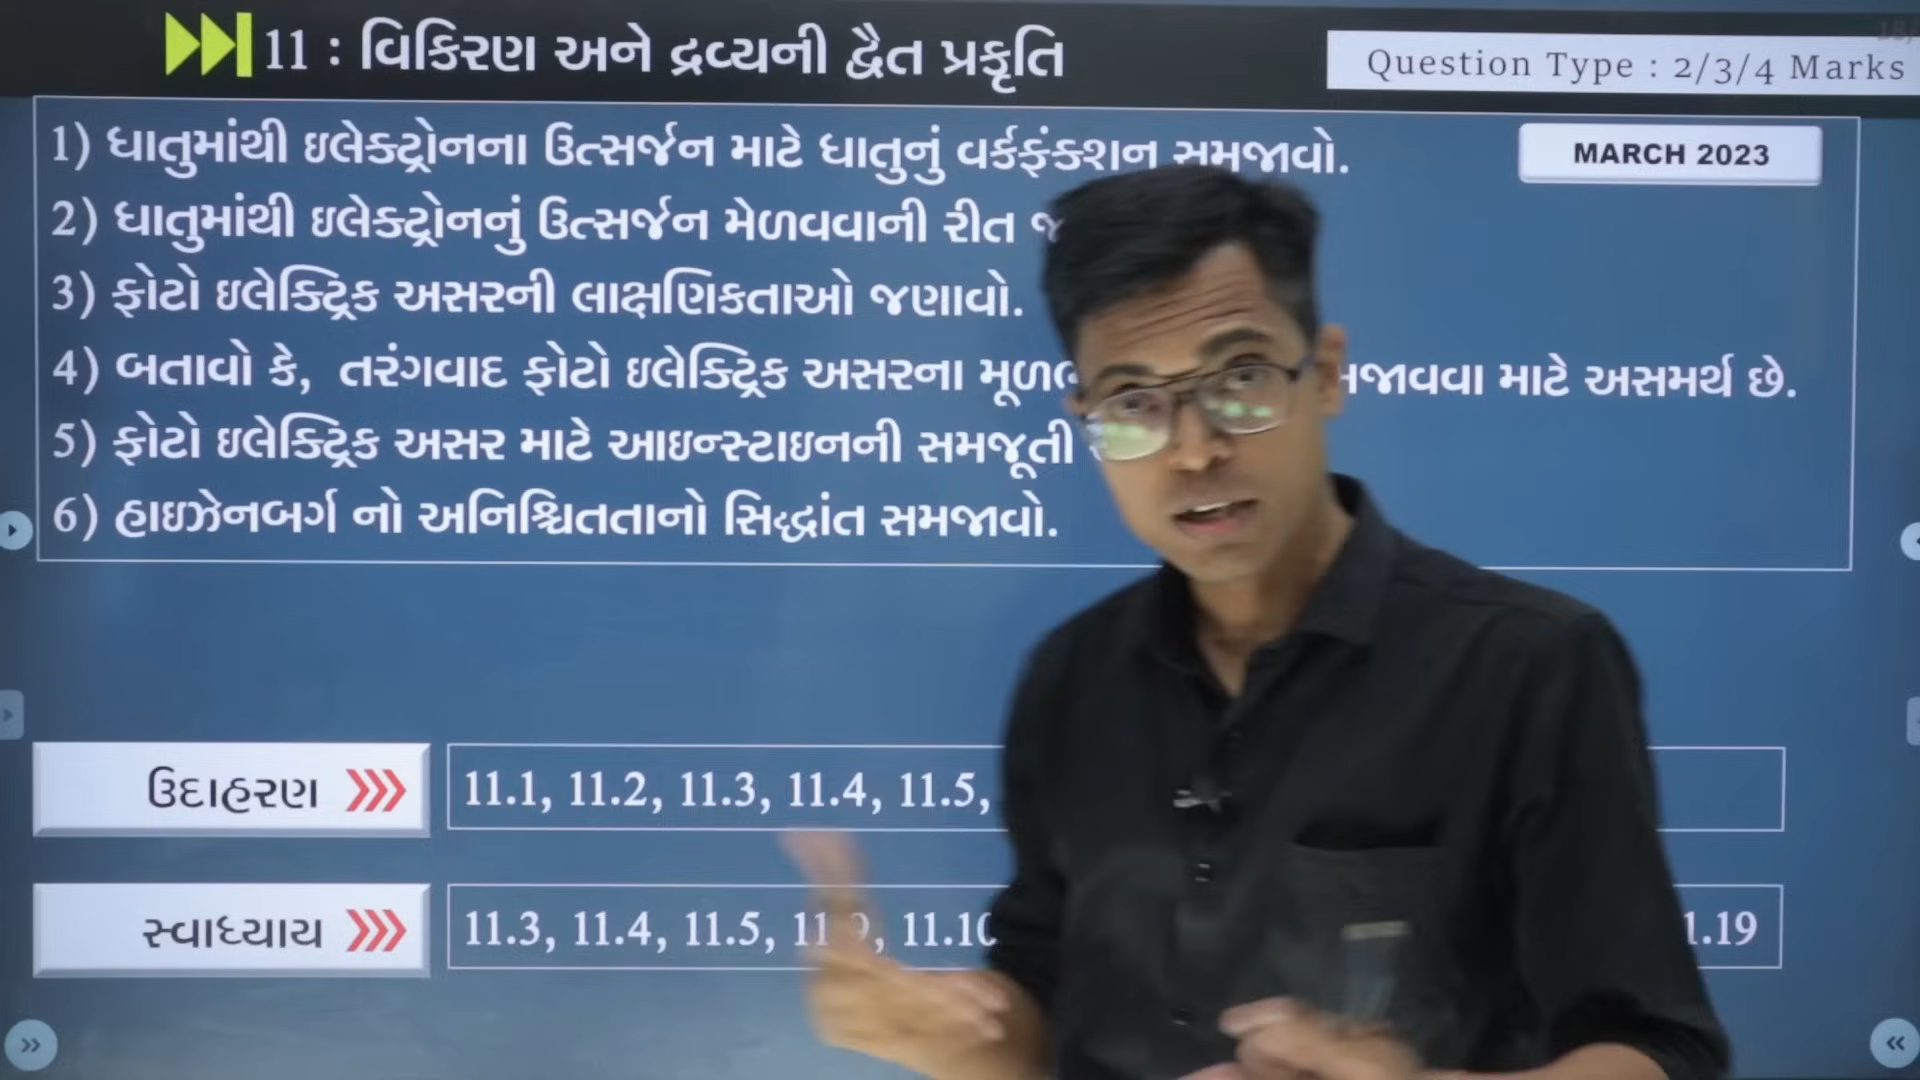 11 : વિકિરણ અને દ્રવ્યની દ્વૈત પ્રકૃતિ
Question Type : 2/3/4 Marks
1) ધાતુમાંથી ઇલેક્ટ્રોનના ઉત્સર્જન માટે ધાતુનું વર્કફંક્શન સમજાવો.
MARCH 2023
2) ધાતુમાંથી ઇલેક્ટ્રોનનું ઉત્સર્જન મેળવવાની રીત
3) ફોટો ઇલેક્ટ્રિક અસરની લાક્ષણિકતાઓ જણાવો.
4) બતાવો કે, તરંગવાદ ફોટો ઇલેક્ટ્રિક અસરના માટે અસમર્થ છે.
5) ફોટો ઇલેક્ટ્રિક અસર માટે આઇન્સ્ટાઇનની સમજૂતી
6) હાઇઝેનબર્ગ નો અનિશ્ચિતતાનો સિદ્ધાંત સમજાવો.
ઉદાહરણ
11.1, 11.2, 11.3, 11.4, 11.5,
સ્વાધ્યાય
11.3, 11.4, 11.5,